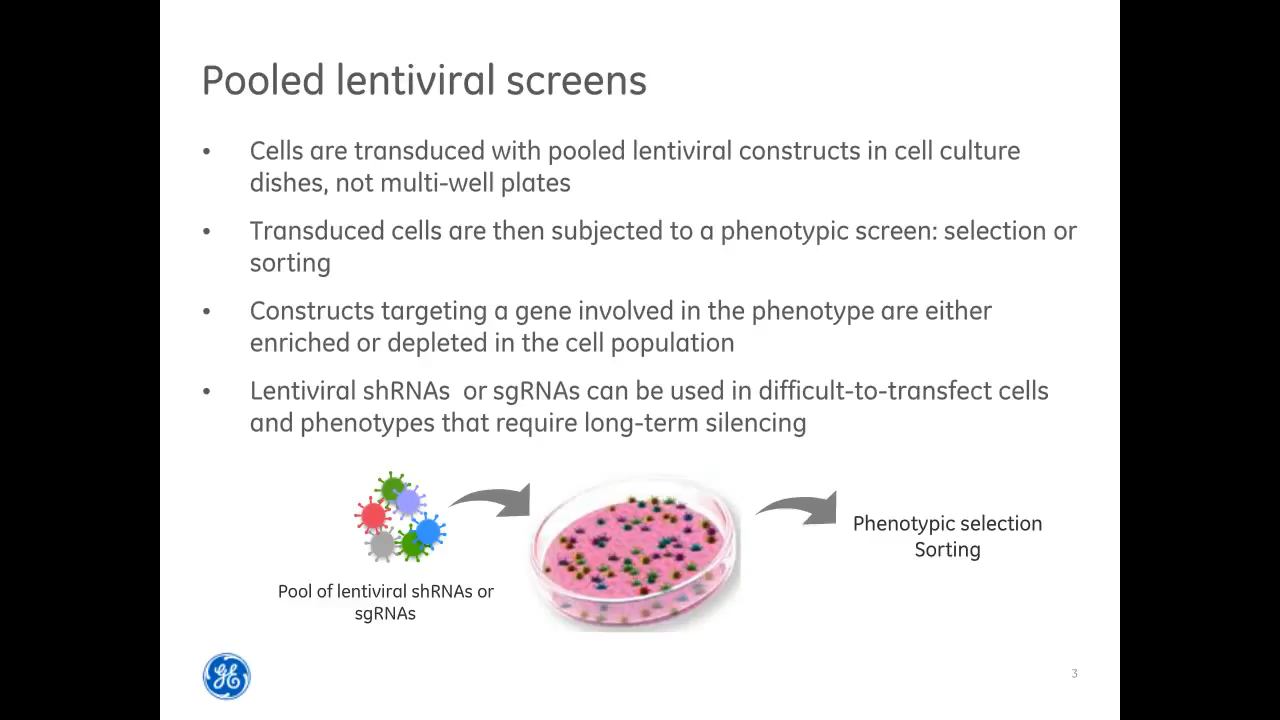 Pooled lentiviral screens
• Cells are transduced with pooled lentiviral constructs in cell culture
dishes, not multi-well plates
• Transduced cells are then subjected to a phenotypic screen: selection or
sorting
• Constructs targeting a gene involved in the phenotype are either
enriched or depleted in the cell population
• Lentiviral shRNAs  or sgRNAs can be used in difficult-to-transfect cells
and phenotypes that require long-term silencing
Phenotypic selection
Sorting
Pool of lentiviral shRNAs or
sgRNAs
GE
3